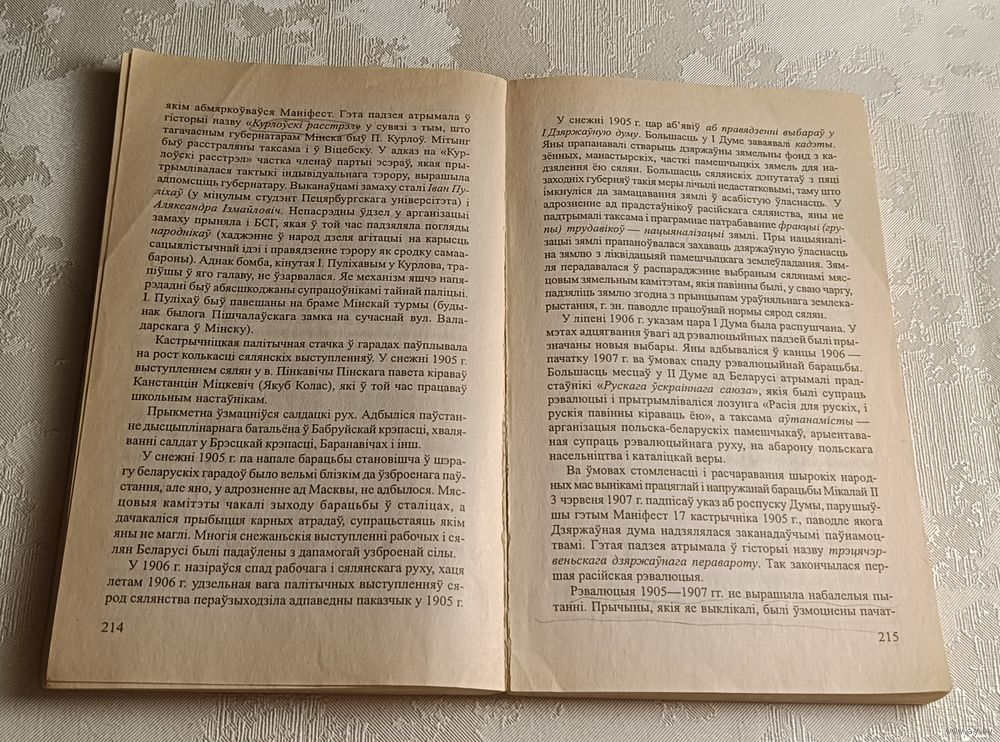 якім абмяркоўваўся Маніфест. Гэта падзея атрымала ў
гісторыі назву «Курлоўскі расстрэл» у сувязі з тым, што
тагачасным губернатарам Мінска быў П. Курлоў. Мітынг
быў расстраляны таксама і ў Віцебску. У адказ на «Кур-
лоўскі расстрэл» частка членаў партыі эсэраў, якая пры-
трымлівалася тактыкі індывідуальнага тэрору, вырашыла
адпомсціць губернатару. Выканаўцамі замаху сталі Іван Пу-
ліхаў (у мінулым студэнт Пецярбургскага універсітэта) і
Аляксандра Ізмайловіч. Непасрэдны ўдзел у арганізацыі
замаху прыняла і БСГ, якая ў той час падзяляла погляды
народнікаў (хаджэнне ў народ дзеля агітацыі на карысць
сацыялістычнай ідэі і правядзенне тэрору як сродку самаа-
бароны). Аднак бомба, кінутая І. Пуліхавым у Курлова, тра-
піўшы ў яго галаву, не ўзарвалася. Яе механізм яшчэ напя-
рэдадні быў абясшкоджаны супрацоўнікамі тайнай паліцыі.
І. Пуліхаў быў павешаны на браме Мінскай турмы (буды-
нак былога Пішчалаўскага замка на сучаснай вул. Вала-
дарскага ў Мінску).
Кастрычніцкая палітычная стачка ў гарадах паўплывала
на рост колькасці сялянскіх выступленняў. У снежні 1905 г.
выступленнем сялян у в. Пінкавічы Пінскага павета кіраваў
Канстанцін Міцкевіч (Якуб Колас), які ў той час працаваў
школьным настаўнікам.
Прыкметна ўзмацніўся салдацкі рух. Адбыліся паўстан-
не дысцыплінарнага батальёна ў Бабруйскай крэпасці, хваля-
ванні салдат у Брэсцкай крэпасці, Баранавічах і інш.
У снежні 1905 г. па напале барацьбы становішча ў шэра-
гу беларускіх гарадоў было вельмі блізкім да ўзброенага паў-
стання, але яно, у адрозненне ад Масквы, не адбылося. Мяс-
цовыя камітэты чакалі зыходу барацьбы ў сталіцах, а
дачакаліся прыбыцця карных атрадаў, супрацьстаяць якім
яны не маглі. Многія снежаньскія выступленні рабочых і ся-
лян Беларусі былі падаўлены з дапамогай узброенай сілы.
У 1906 г. назіраўся спад рабочага і сялянскага руху, хаця
летам 1906 г. удзельная вага палітычных выступленняў ся-
род сялянства пераўзыходзіла адпаведны паказчык у 1905 г.
214
У снежні 1905 г. цар аб'явіў аб правядзенні выбараў у
І Дзяржаўную думу. Большасць у І Думе заваявалі кадэты.
Яны прапанавалі стварыць дзяржаўны зямельны фонд з ка-
зённых, манастырскіх, часткі памешчыцкіх зямель для на-
дзялення ёю сялян. Большасць сялянскіх дэпутатаў з пяці
заходніх губерняў такія меры лічылі недастатковымі, таму што
імкнуліся да замацавання зямлі ў асабістую ўласнасць. У
адрозненне ад прадстаўнікоў расійскага сялянства, яны не
падтрымалі таксама і праграмнае патрабаванне фракцыі (гру-
пы) трудавікоў — нацыяналізацыі зямлі. Пры нацыяналі-
зацыі зямлі прапаноўвалася захаваць дзяржаўную ўласнасць
на зямлю з ліквідацыяй памешчыцкага землеўладання. Зям-
ля перадавалася ў распараджэнне выбраным сялянамі мяс-
цовым зямельным камітэтам, якія павінны былі, у сваю чаргу,
падзяліць зямлю згодна з прынцыпам ураўняльнага землека-
рыстання, г. зн. паводле працоўнай нормы сярод сялян.
У ліпені 1906 г. указам цара І Дума была распушчана. У
мэтах адцягвання ўвагі ад рэвалюцыйных падзей былі пры-
значаны новыя выбары. Яны адбываліся ў канцы 1906 —
пачатку 1907 г. ва ўмовах спаду рэвалюцыйнай барацьбы.
Большасць месцаў у ІІ Думе ад Беларусі атрымалі прад-
стаўнікі «Рускага ўскраіннага саюза», якія былі супраць
рэвалюцыі і прытрымліваліся лозунга «Расія для рускіх, і
рускія павінны кіраваць ёю», а таксама аўтанамісты —
арганізацыя польска-беларускіх памешчыкаў, арыентава-
ная супраць рэвалюцыйнага руху, на абарону польскага
насельніцтва і каталіцкай веры.
Ва ўмовах стомленасці і расчаравання шырокіх народ-
ных мас вынікамі працяглай і напружанай барацьбы Мікалай ІІ
3 чэрвеня 1907 г. падпісаў указ аб роспуску Думы, парушыў-
шы гэтым Маніфест 17 кастрычніка 1905 г., паводле якога
Дзяржаўная дума надзялялася заканадаўчымі паўнамоц-
твамі. Гэтая падзея атрымала ў гісторыі назву трэцячэр-
веньскага дзяржаўнага перавароту. Так закончылася пер-
шая расійская рэвалюцыя.
Рэвалюцыя 1905—1907 гг. не вырашыла набалелыя пы-
танні. Прычыны, якія яе выклікалі, былі ўзмоцнены пачат-
215
www.ay.by